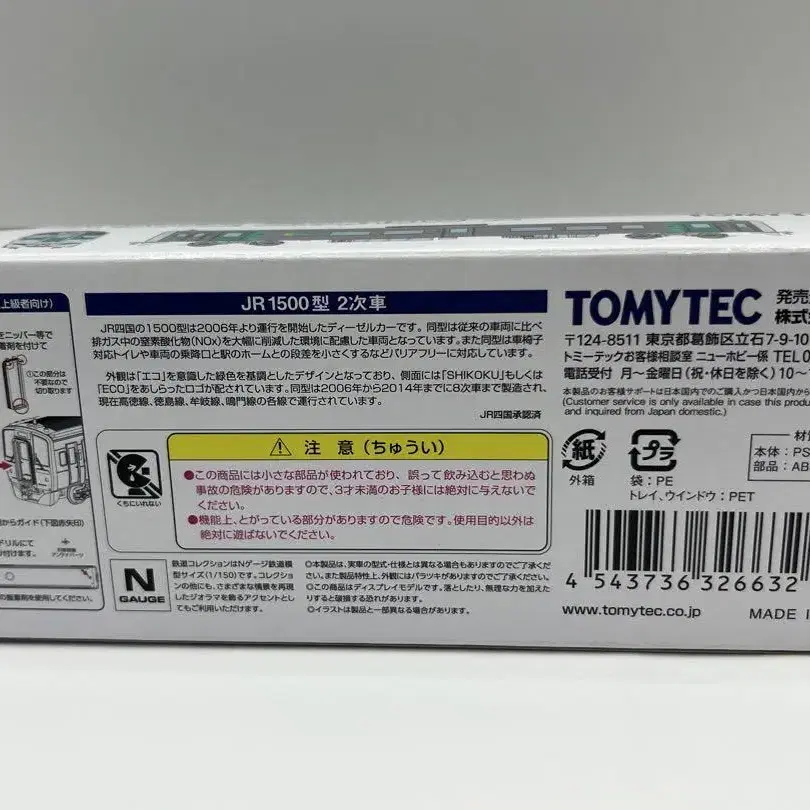 上級者向け)
をニッパー等で
着剤を付けて
①この部分は
不要なので
切り取ります
からガイド(下図赤矢印)
ドリルにて
付けます。
の接着剤を使用してください。
JR1500型 2次車
JR四国の1500型は2006年より運行を開始したディーゼルカーです。同型は従来の車両に比べ
排ガス中の窒素酸化物(NOx)を大幅に削減した環境に配慮した車両となっています。また同型は車椅子
対応トイレや車両の乗降口と駅のホームとの段差を小さくするなどバリアフリーに対応しています。
外観は「エコ」を意識した緑色を基調としたデザインとなっており、側面には「SHIKOKU」もしくは
「ECO」をあしらったロゴが配されています。同型は2006年から2014年までに8次車まで製造され、
現在高徳線、徳島線、牟岐線、鳴門線の各線で運行されています。
JR四国承認済
くちにいれない
注 意(ちゅうい)
●この商品には小さな部品が使われており、誤って飲み込むと思わぬ
事故の危険がありますので、3才未満のお子様には絶対に与えないで
ください。
●機能上、とがっている部分がありますので危険です。使用目的以外は
絶対に遊ばないでください。
N
GAUGE
鉄道コレクションはNゲージ鉄道模
型サイズ(1/150)です。コレクショ
ンの他にも、さまざまな情景を再現
したジオラマを飾るアクセントとし
てもご利用いただけます。
○本製品は、実車の型式・仕様とは異なる場合もありますのでご了承くださ
い。また製品特性上、外観にはバラツキがありますのでご了承ください。
○この商品はディスプレイモデルです。落としたり、無理な力を加えた
りすると破損する恐れがあります。
○イラストは製品と一部異なる場合があります。
TOMYTEC
発売
株式
〒124-8511 東京都葛飾区立石7-9-10
トミーテックお客様相談室 ニューホビー係 TEL 0
電話受付 月〜金曜日(祝・休日を除く)10〜1
本製品のお客様サポートは日本国内でのご購入かつ日本国内から
(Customer service is only available in case this produ
and inquired from Japan domestic.)
紙
外箱
プラ
袋:PE
トレイ、ウインドウ:PET
材質
本体:PS
部品:AB
4 543736 326632
www.tomytec.co.jp
MADE I